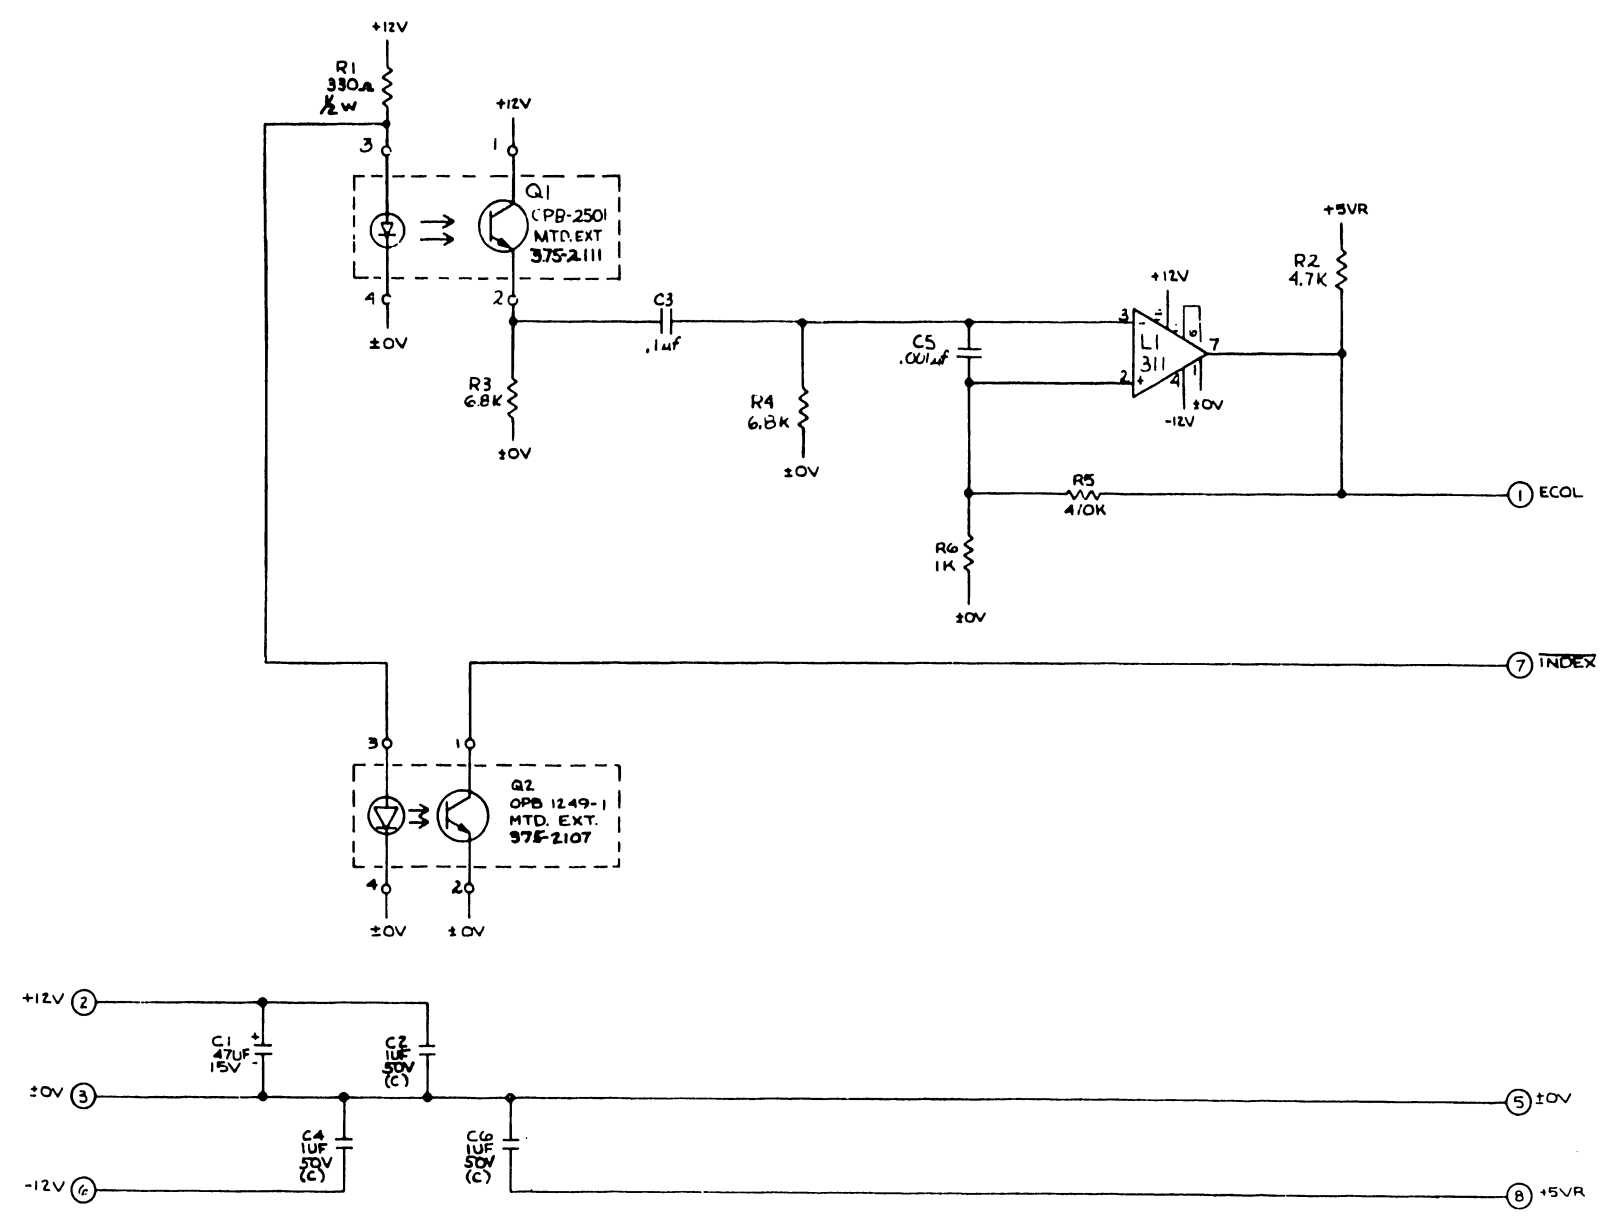 +12V
R1
330Ω
½ W
+12V
3
1
Q1
OPB-2501
MTD. EXT
375-2111
4
2
±0V
C3
.1uf
R3
6.8K
±0V
R4
6.8K
±0V
C5
.001uf
+12V
3
-
L1
311
6
7
2
+
4
1
±0V
-12V
+5VR
R2
4.7K
R5
470K
1 ECOL
R6
1K
±0V
7 INDEX
3
1
Q2
OPB 1249-1
MTD. EXT.
375-2107
4
2
±0V
±0V
+12V 2
C1
+
47UF
15V
-
C2
1UF
50V
(C)
±0V 3
5 ±0V
C4
1UF
50V
(C)
C6
1UF
50V
(C)
-12V 6
8 +5VR